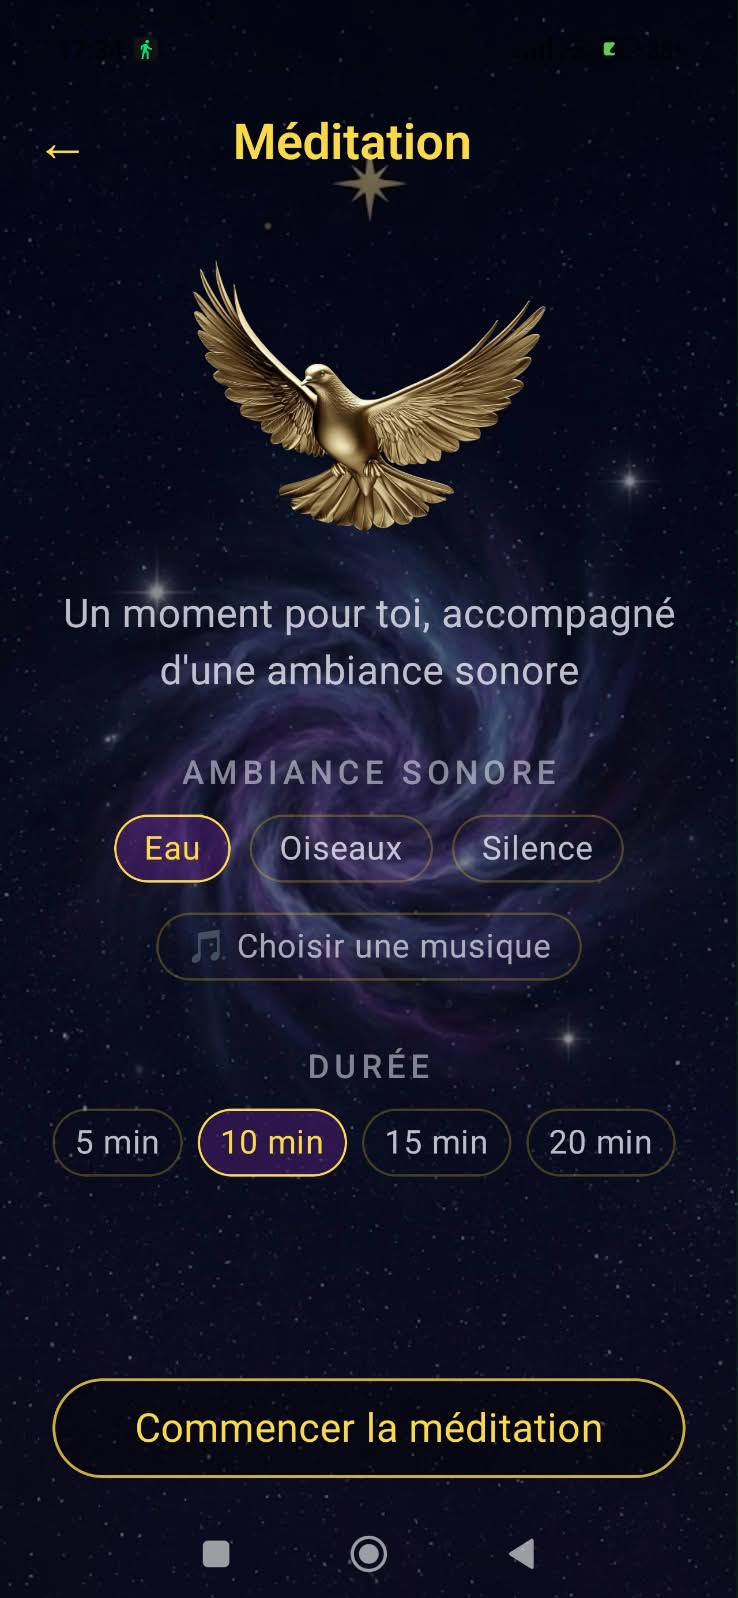 Méditation
Un moment pour toi, accompagné
d'une ambiance sonore
AMBIANCE SONORE
Eau
Oiseaux
Silence
Choisir une musique
DURÉE
5 min
10 min
15 min
20 min
Commencer la méditation